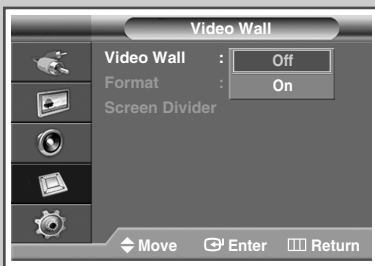 Video Wall
Video Wall : Off
On
Format :
Screen Divider
Move Enter Return